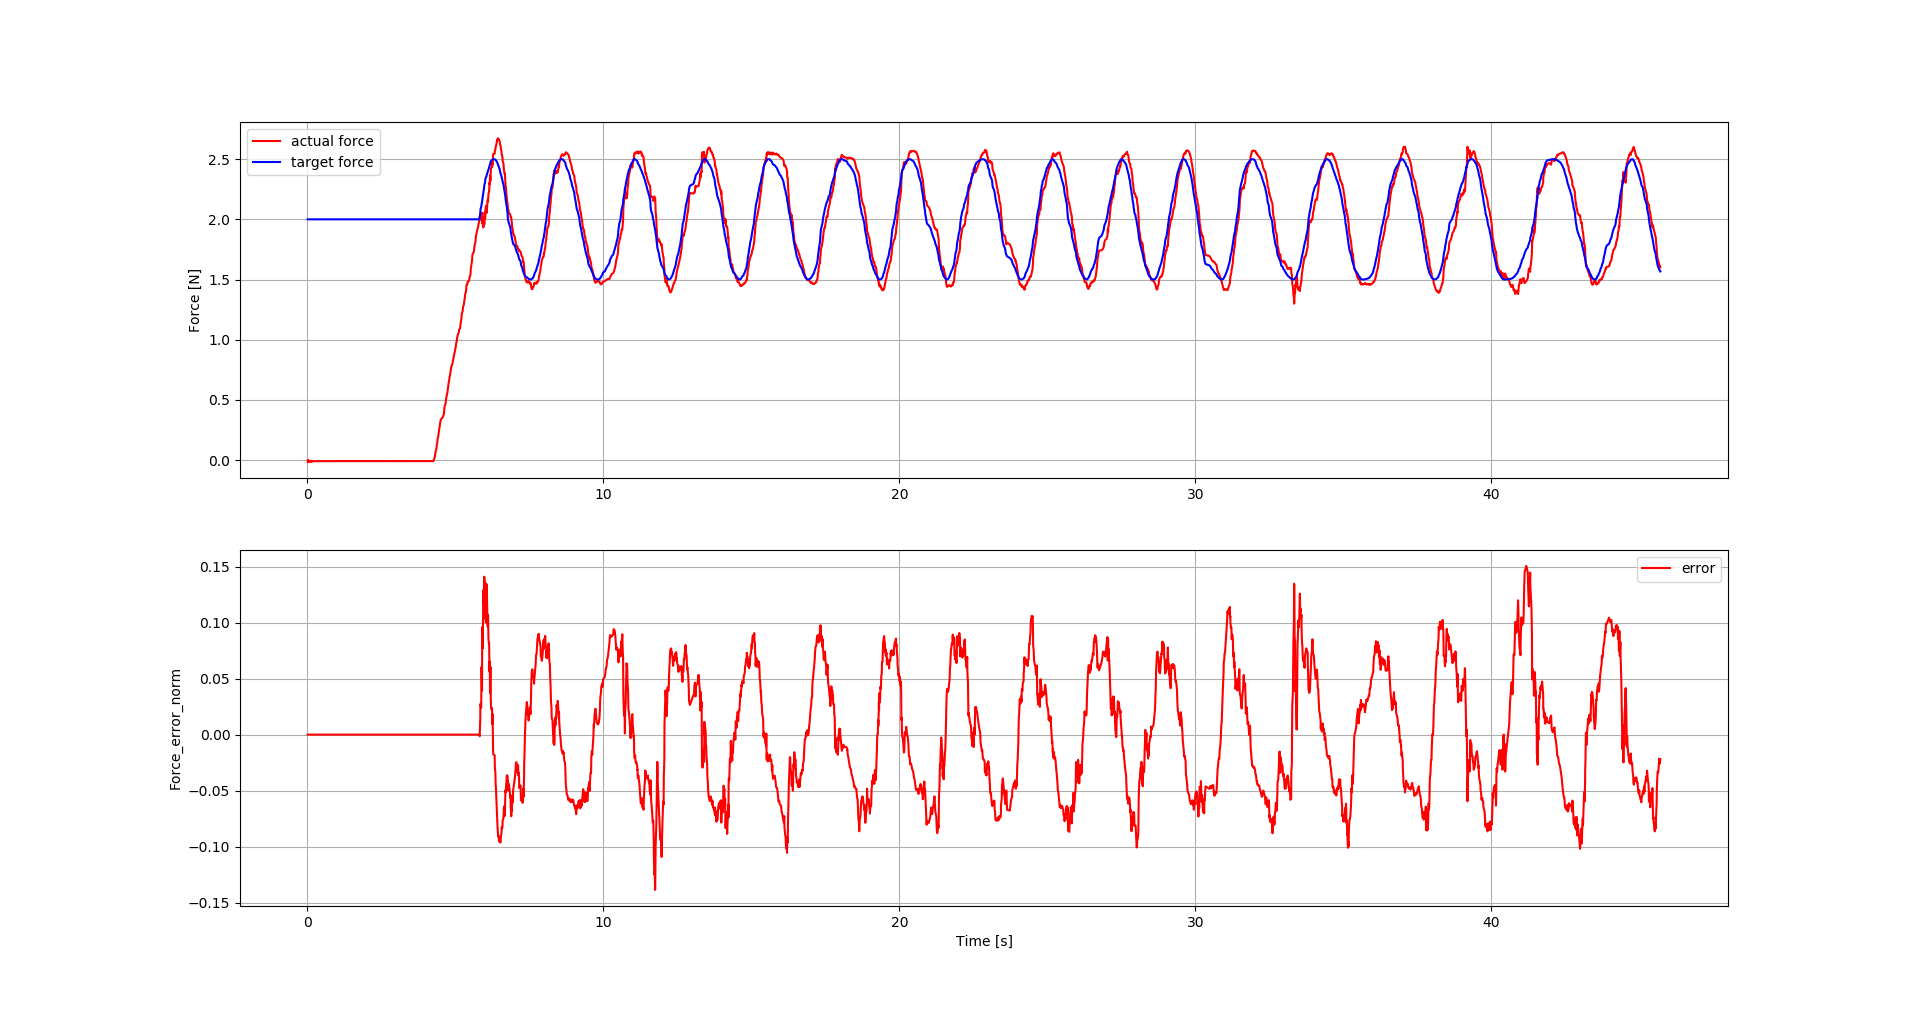 actual force
target force
2.5
2.0
1.5
1.0
0.5
0.0
Force [N]
0 10 20 30 40
error
0.15
0.10
0.05
0.00
−0.05
−0.10
−0.15
Force_error_norm
0 10 20 30 40
Time [s]